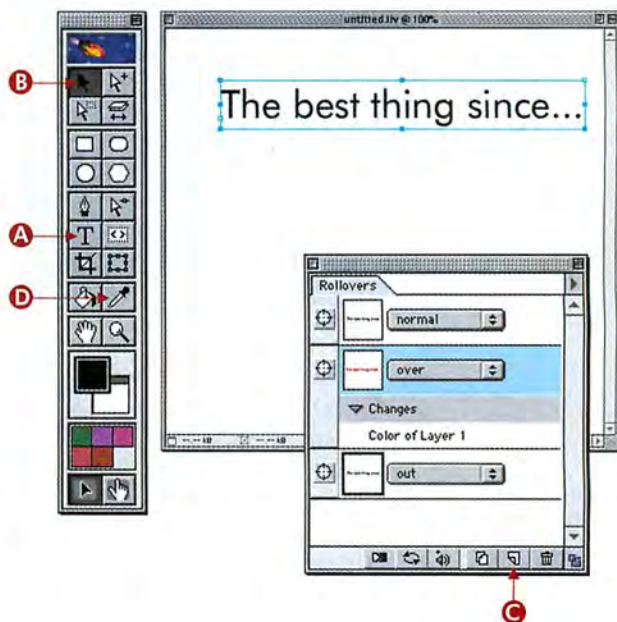 untitled.liv @ 100%
B
The best thing since...
A
T
Rollovers
D
normal
over
Changes
Color of Layer 1
out
C